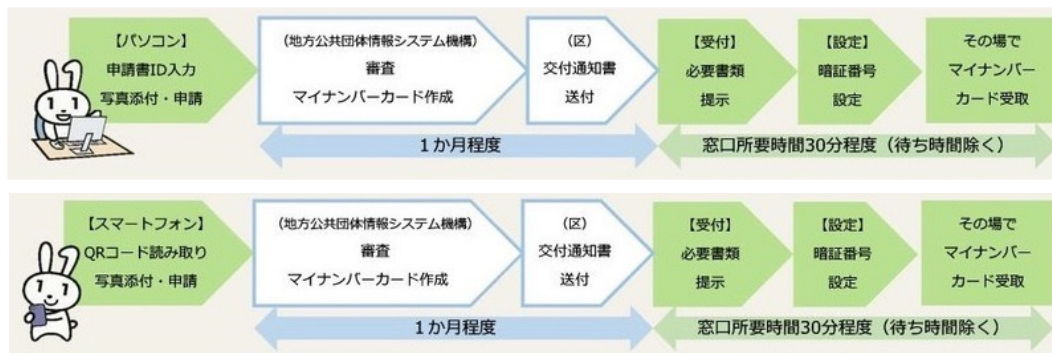 【パソコン】
申請書ID入力
写真添付・申請
（地方公共団体情報システム機構）
審査
マイナンバーカード作成
（区）
交付通知書
送付
【受付】
必要書類
提示
【設定】
暗証番号
設定
その場で
マイナンバー
カード受取
１か月程度
窓口所要時間30分程度（待ち時間除く）
【スマートフォン】
QRコード読み取り
写真添付・申請
（地方公共団体情報システム機構）
審査
マイナンバーカード作成
（区）
交付通知書
送付
【受付】
必要書類
提示
【設定】
暗証番号
設定
その場で
マイナンバー
カード受取
１か月程度
窓口所要時間30分程度（待ち時間除く）